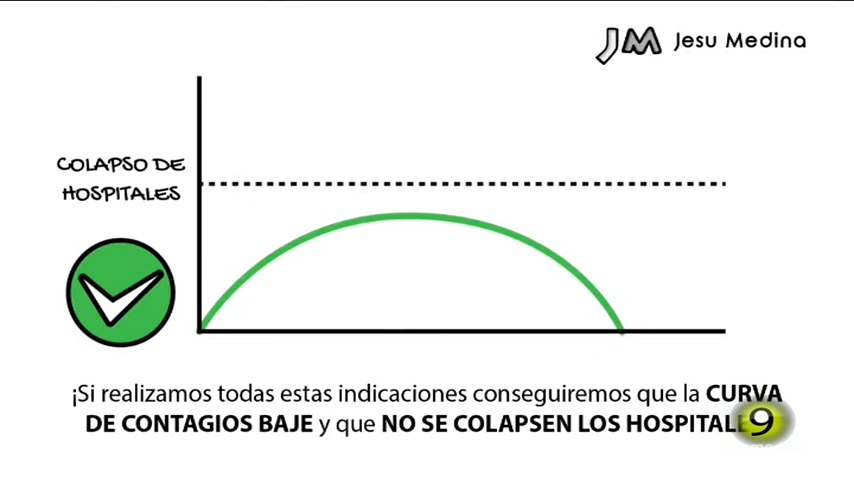 JM Jesu Medina
COLAPSO DE
HOSPITALES
¡Si realizamos todas estas indicaciones conseguiremos que la CURVA
DE CONTAGIOS BAJE y que NO SE COLAPSEN LOS
9